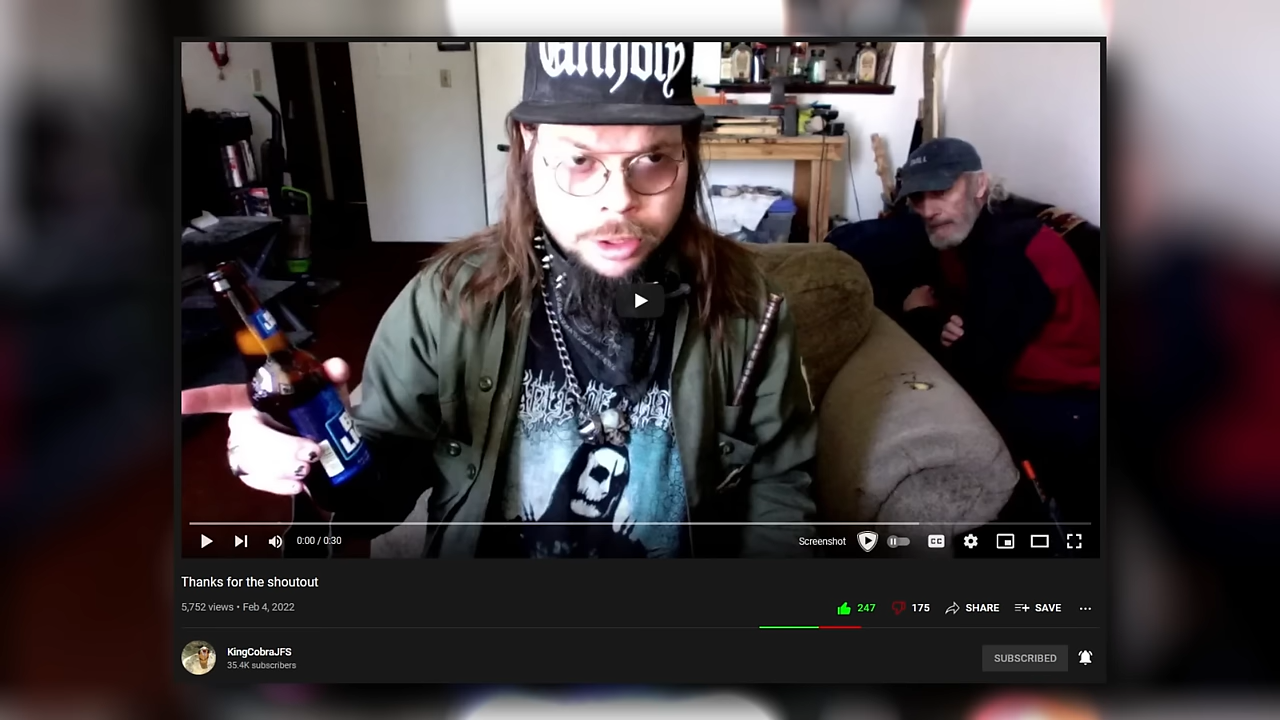 Unholy
0:00 / 0:30
Screenshot
CC
Thanks for the shoutout
5,752 views • Feb 4, 2022
247
175
SHARE
SAVE
KingCobraJFS
35.4K subscribers
SUBSCRIBED